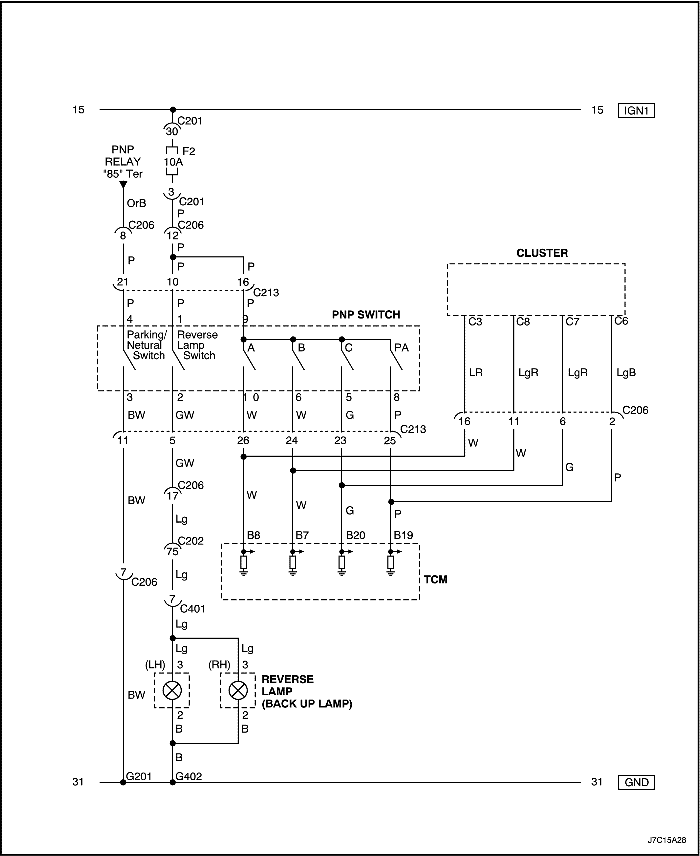 15
15 IGN1
C201
30
F2
10A
PNP
RELAY
"85" Ter
3
C201
OrB
P
C206
C206
8
12
P
P
P
P
CLUSTER
21
10
16
C213
P
P
P
PNP SWITCH
4
1
9
C3
C8
C7
C6
Parking/
Netural
Switch
Reverse
Lamp
Switch
A
B
C
PA
LR
LgR
LgR
LgB
3
2
1 0
6
5
8
BW
GW
W
W
G
P
C206
C213
16
11
6
2
11
5
26
24
23
25
W
W
G
P
GW
C206
17
BW
W
W
G
P
Lg
C202
75
B8
B7
B20
B19
TCM
7
C206
Lg
7
C401
Lg
Lg
Lg
(LH) 3
(RH) 3
REVERSE
LAMP
(BACK UP LAMP)
BW
2
2
B
B
B
31
G201
G402
31 GND
J7C15A28